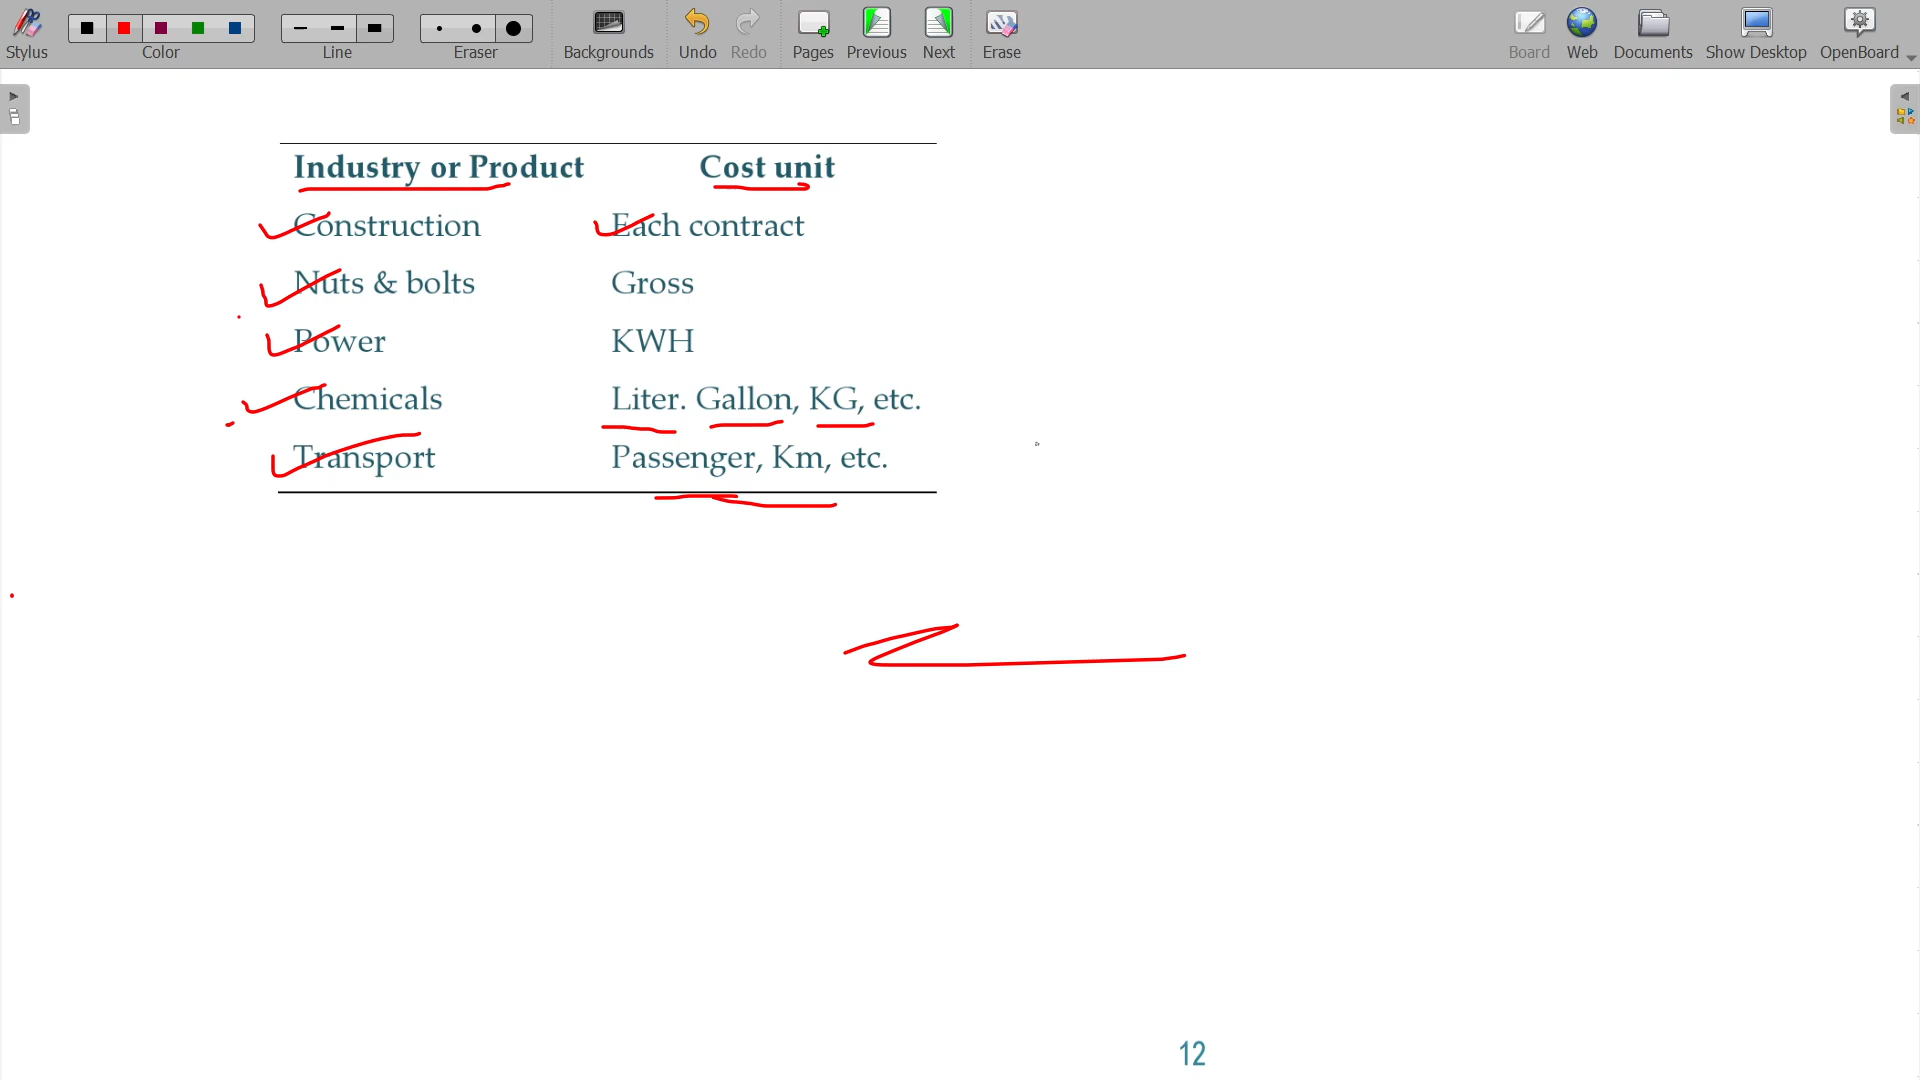 Stylus Color Line Eraser Backgrounds Undo Redo Pages Previous Next Erase Board Web Documents Show Desktop OpenBoard
Industry or Product Cost unit
Construction Each contract
Nuts & bolts Gross
Power KWH
Chemicals Liter. Gallon, KG, etc.
Transport Passenger, Km, etc.
12